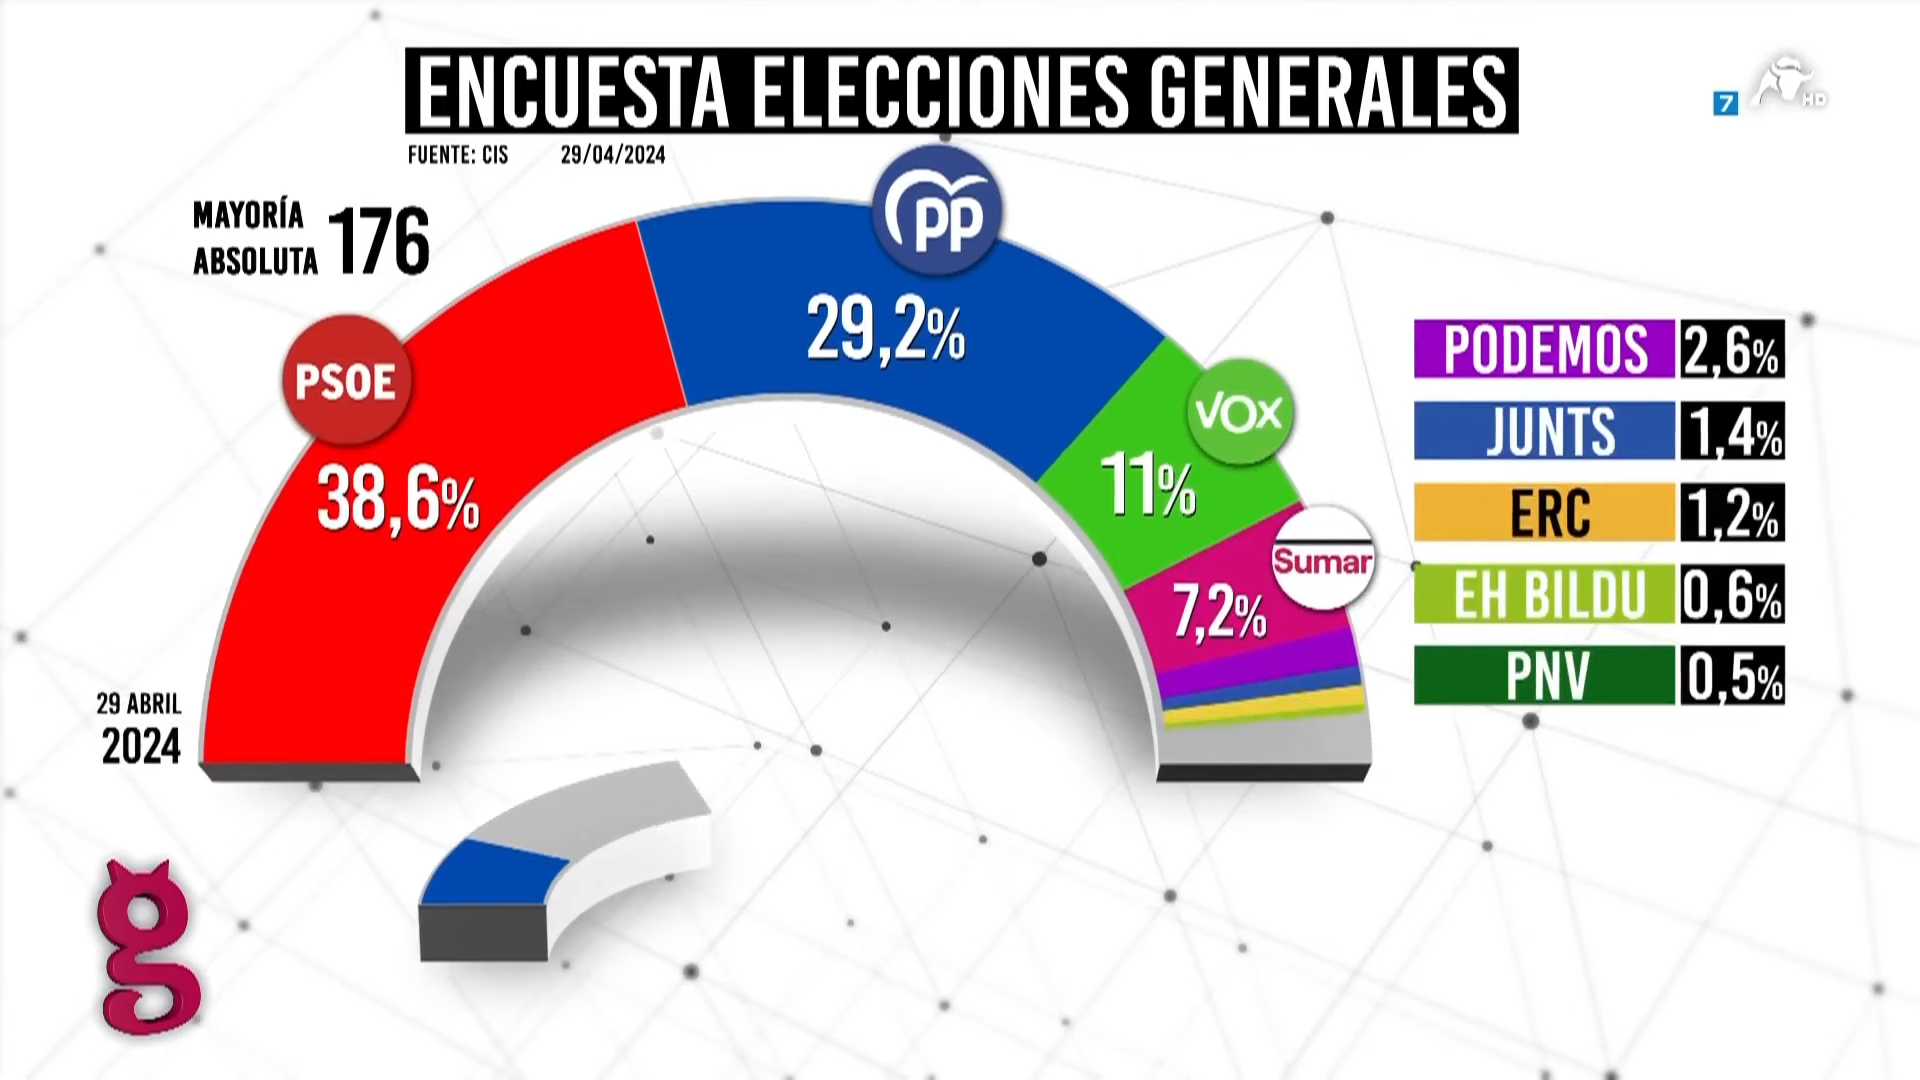 ENCUESTA ELECCIONES GENERALES
7
HD
FUENTE: CIS 29/04/2024
MAYORÍA
ABSOLUTA 176
PSOE
38,6%
pp
29,2%
VOX
11%
Sumar
7,2%
PODEMOS 2,6%
JUNTS 1,4%
ERC 1,2%
EH BILDU 0,6%
PNV 0,5%
29 ABRIL
2024
g